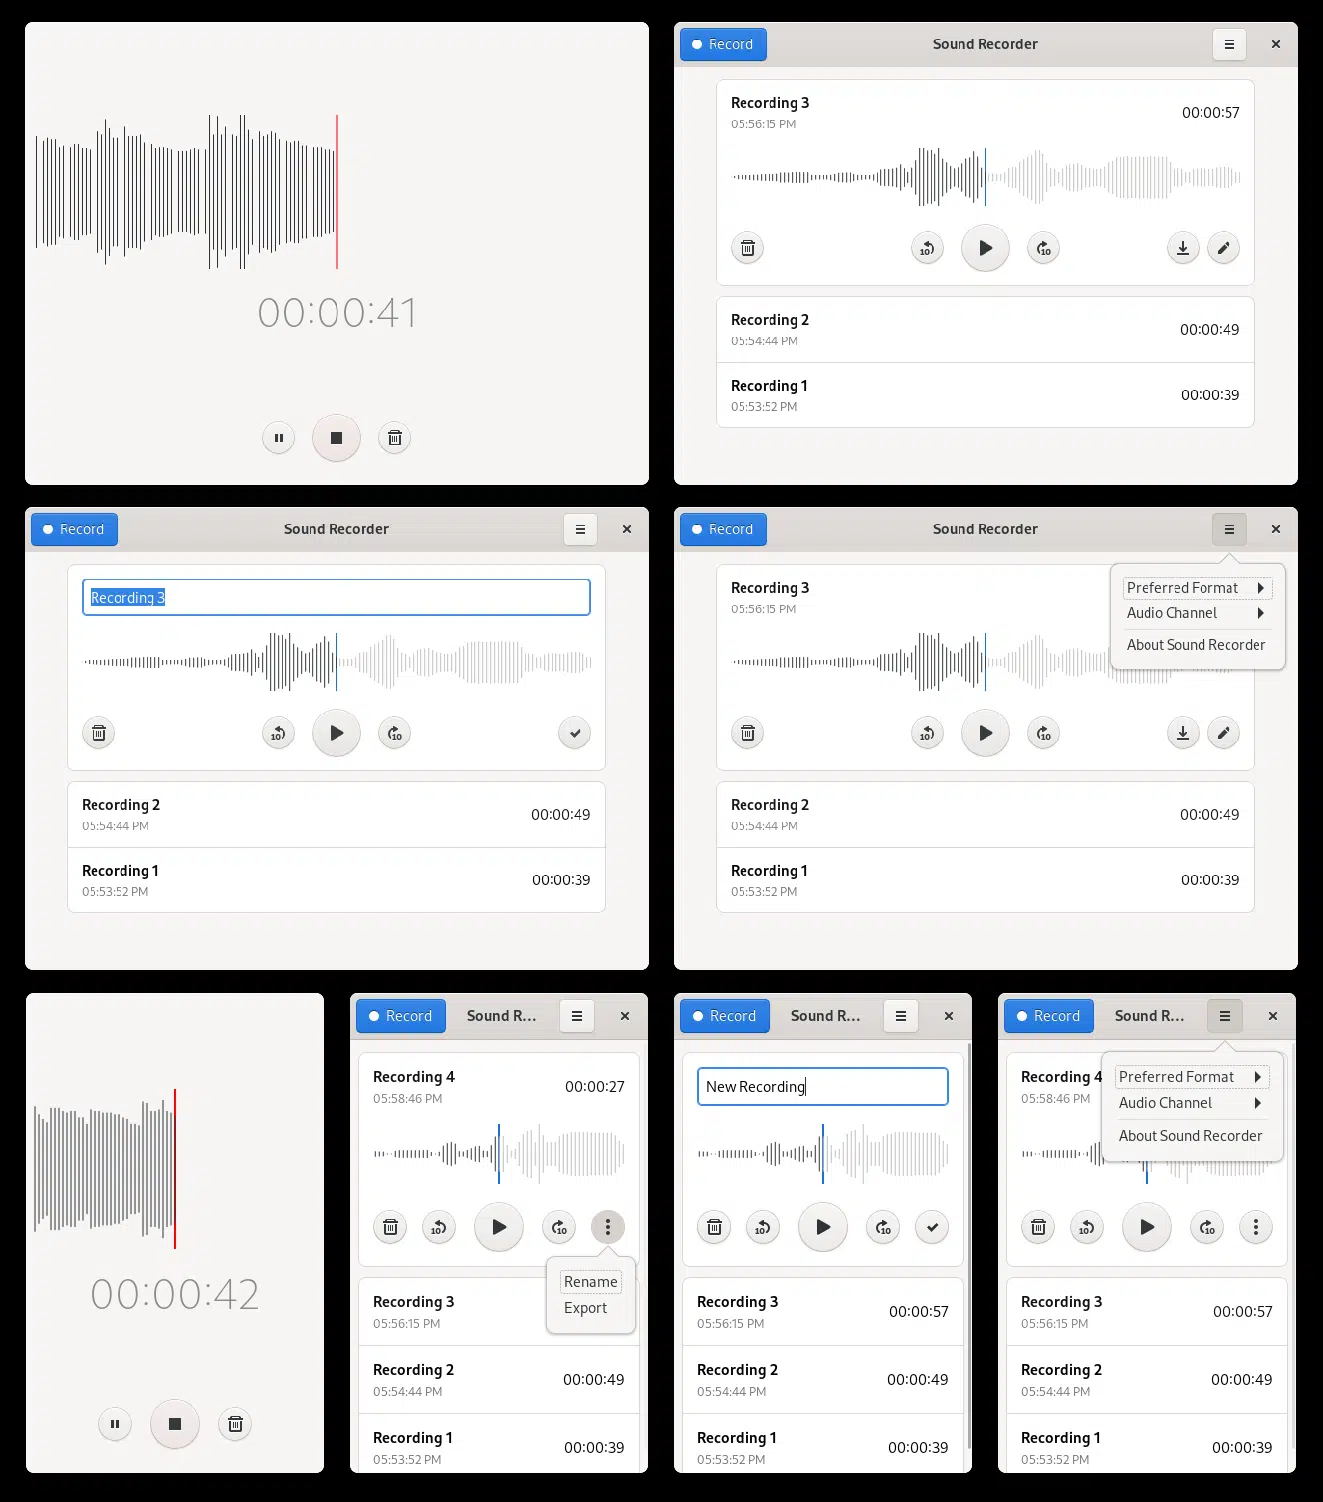 00:00:41
Record
Sound Recorder
Recording 3
05:56:15 PM
00:00:57
10
10
Recording 2
05:54:44 PM
00:00:49
Recording 1
05:53:52 PM
00:00:39
Record
Sound Recorder
Recording 3
10
10
Recording 2
05:54:44 PM
00:00:49
Recording 1
05:53:52 PM
00:00:39
Record
Sound Recorder
Recording 3
05:56:15 PM
Preferred Format
Audio Channel
About Sound Recorder
10
10
Recording 2
05:54:44 PM
00:00:49
Recording 1
05:53:52 PM
00:00:39
00:00:42
Record
Sound R...
Recording 4
05:58:46 PM
00:00:27
10
10
Rename
Export
Recording 3
05:56:15 PM
Recording 2
05:54:44 PM
00:00:49
Recording 1
05:53:52 PM
00:00:39
Record
Sound R...
New Recording
10
10
Recording 3
05:56:15 PM
00:00:57
Recording 2
05:54:44 PM
00:00:49
Recording 1
05:53:52 PM
00:00:39
Record
Sound R...
Recording 4
05:58:46 PM
Preferred Format
Audio Channel
About Sound Recorder
10
10
Recording 3
05:56:15 PM
00:00:57
Recording 2
05:54:44 PM
00:00:49
Recording 1
05:53:52 PM
00:00:39